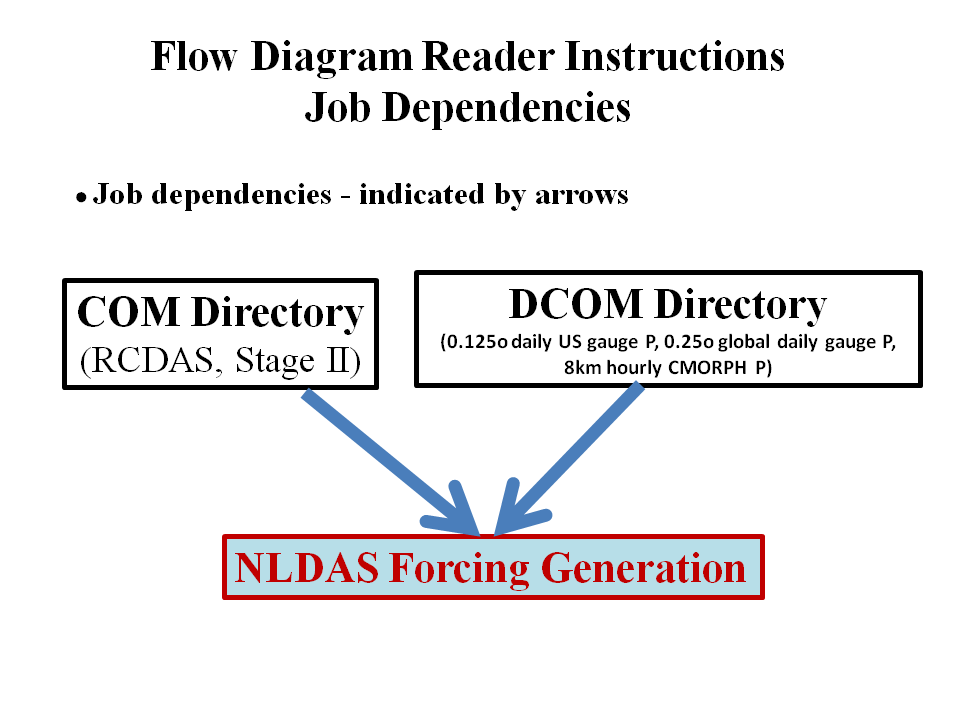 Flow Diagram Reader Instructions
Job Dependencies
• Job dependencies - indicated by arrows
COM Directory
(RCDAS, Stage II)
DCOM Directory
(0.125o daily US gauge P, 0.25o global daily gauge P,
8km hourly CMORPH P)
NLDAS Forcing Generation